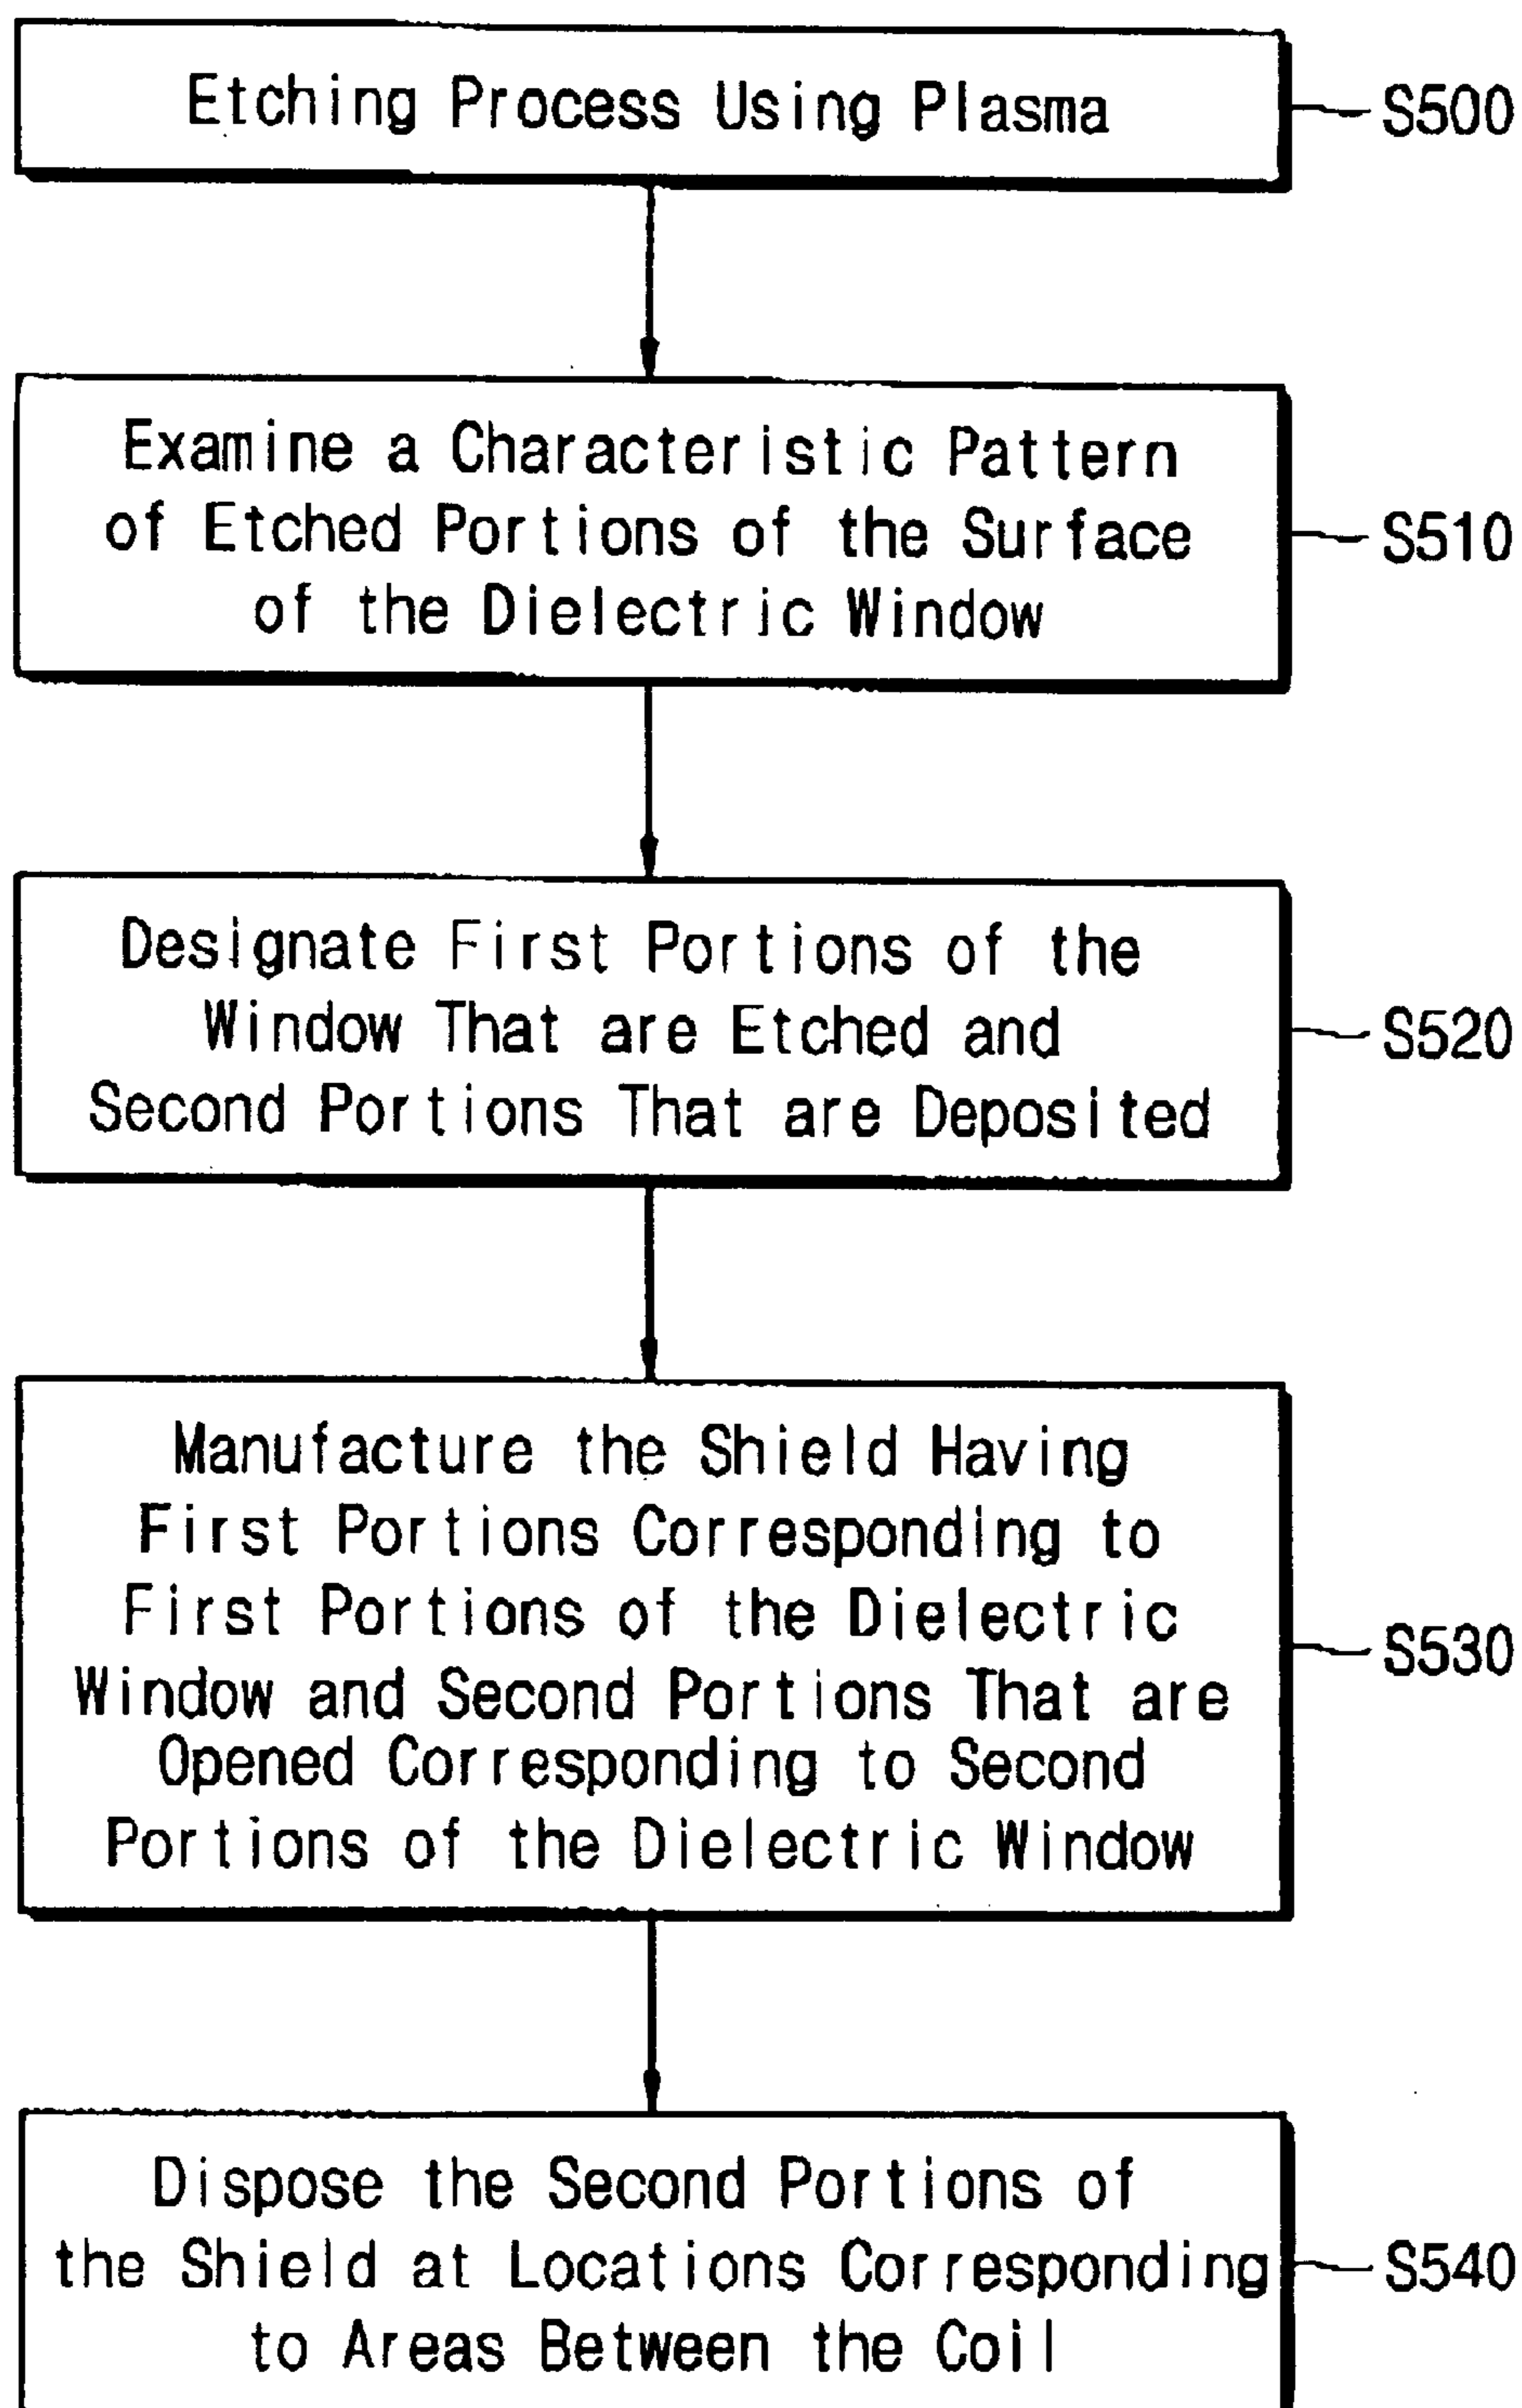 Etching Process Using Plasma
S500
Examine a Characteristic Pattern
of Etched Portions of the Surface
of the Dielectric Window
S510
Designate First Portions of the
Window That are Etched and
Second Portions That are Deposited
S520
Manufacture the Shield Having
First Portions Corresponding to
First Portions of the Dielectric
Window and Second Portions That are
Opened Corresponding to Second
Portions of the Dielectric Window
S530
Dispose the Second Portions of
the Shield at Locations Corresponding
to Areas Between the Coil
S540